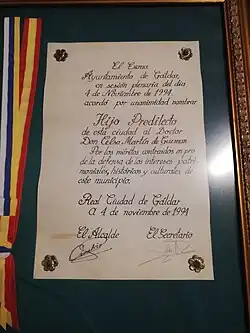 El Excmo.
Ayuntamiento de Gáldar,
en sesión plenaria del día
4 de Noviembre de 1994
acordó por unanimidad nombrar
Hijo Predilecto
de esta ciudad al Doctor
Don Celso Martín de Guzmán
Por los méritos contraídos en pro
de la defensa de los intereses patri-
moniales, históricos y culturales de
este municipio.
Real Ciudad de Gáldar
A 4 de noviembre de 1994
El Alcalde El Secretario